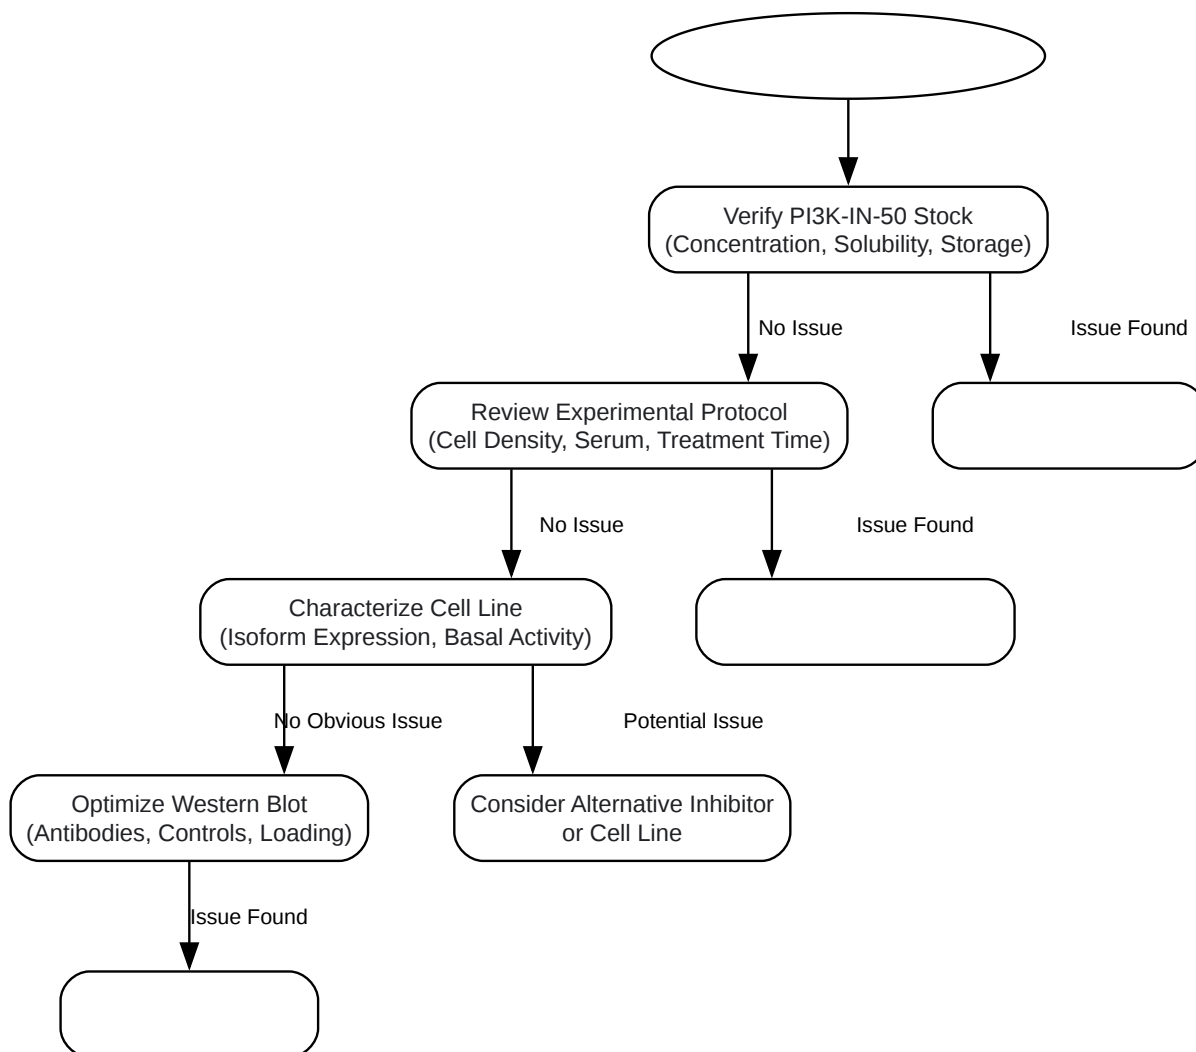 Verify PI3K-IN-50 Stock
(Concentration, Solubility, Storage)
No Issue
Issue Found
Review Experimental Protocol
(Cell Density, Serum, Treatment Time)
No Issue
Issue Found
Characterize Cell Line
(Isoform Expression, Basal Activity)
No Obvious Issue
Potential Issue
Optimize Western Blot
(Antibodies, Controls, Loading)
Consider Alternative Inhibitor
or Cell Line
Issue Found